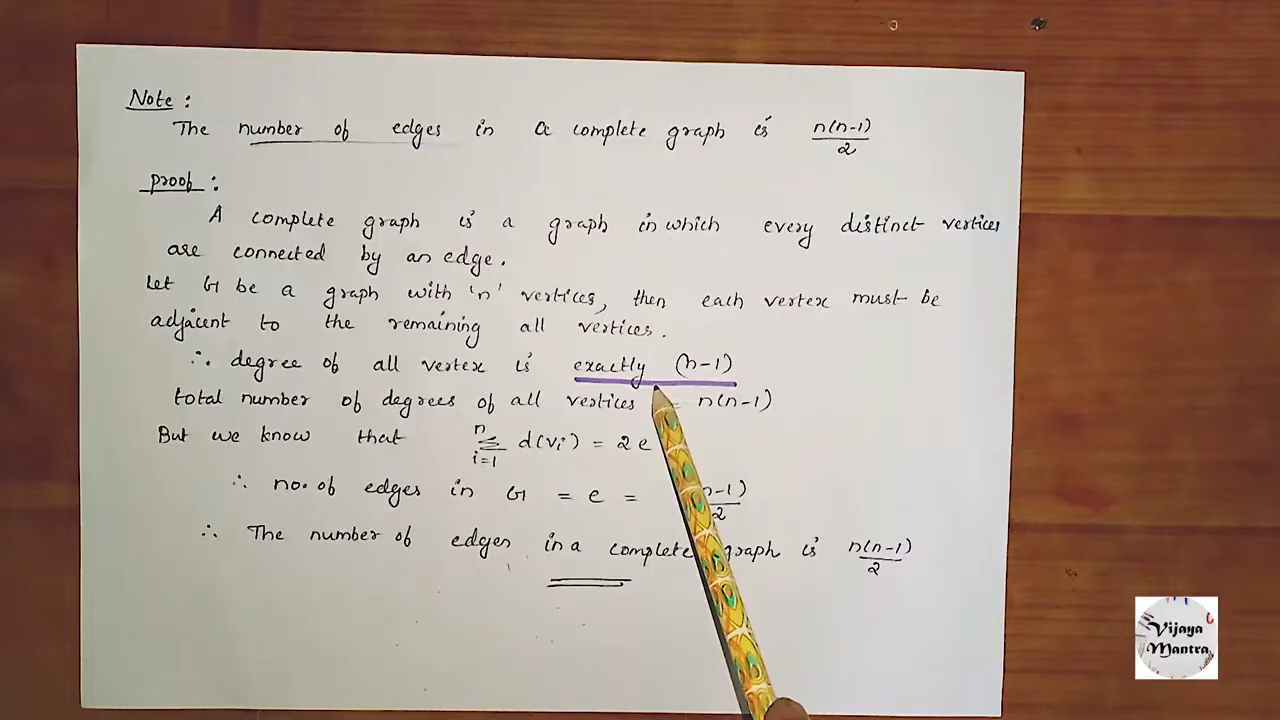 Note :
The number of edges in a complete graph is n(n-1)/2
proof :
A complete graph is a graph in which every distinct vertices
are connected by an edge.
Let G be a graph with 'n' vertices, then each vertex must be
adjacent to the remaining all vertices.
∴ degree of all vertex is exactly (n-1)
total number of degrees of all vertices = n(n-1)
But we know that n Σ i=1 d(vi) = 2e
∴ no. of edges in G = e = n-1)/2
∴ The number of edges in a complete graph is n(n-1)/2
Vijaya
Mantra